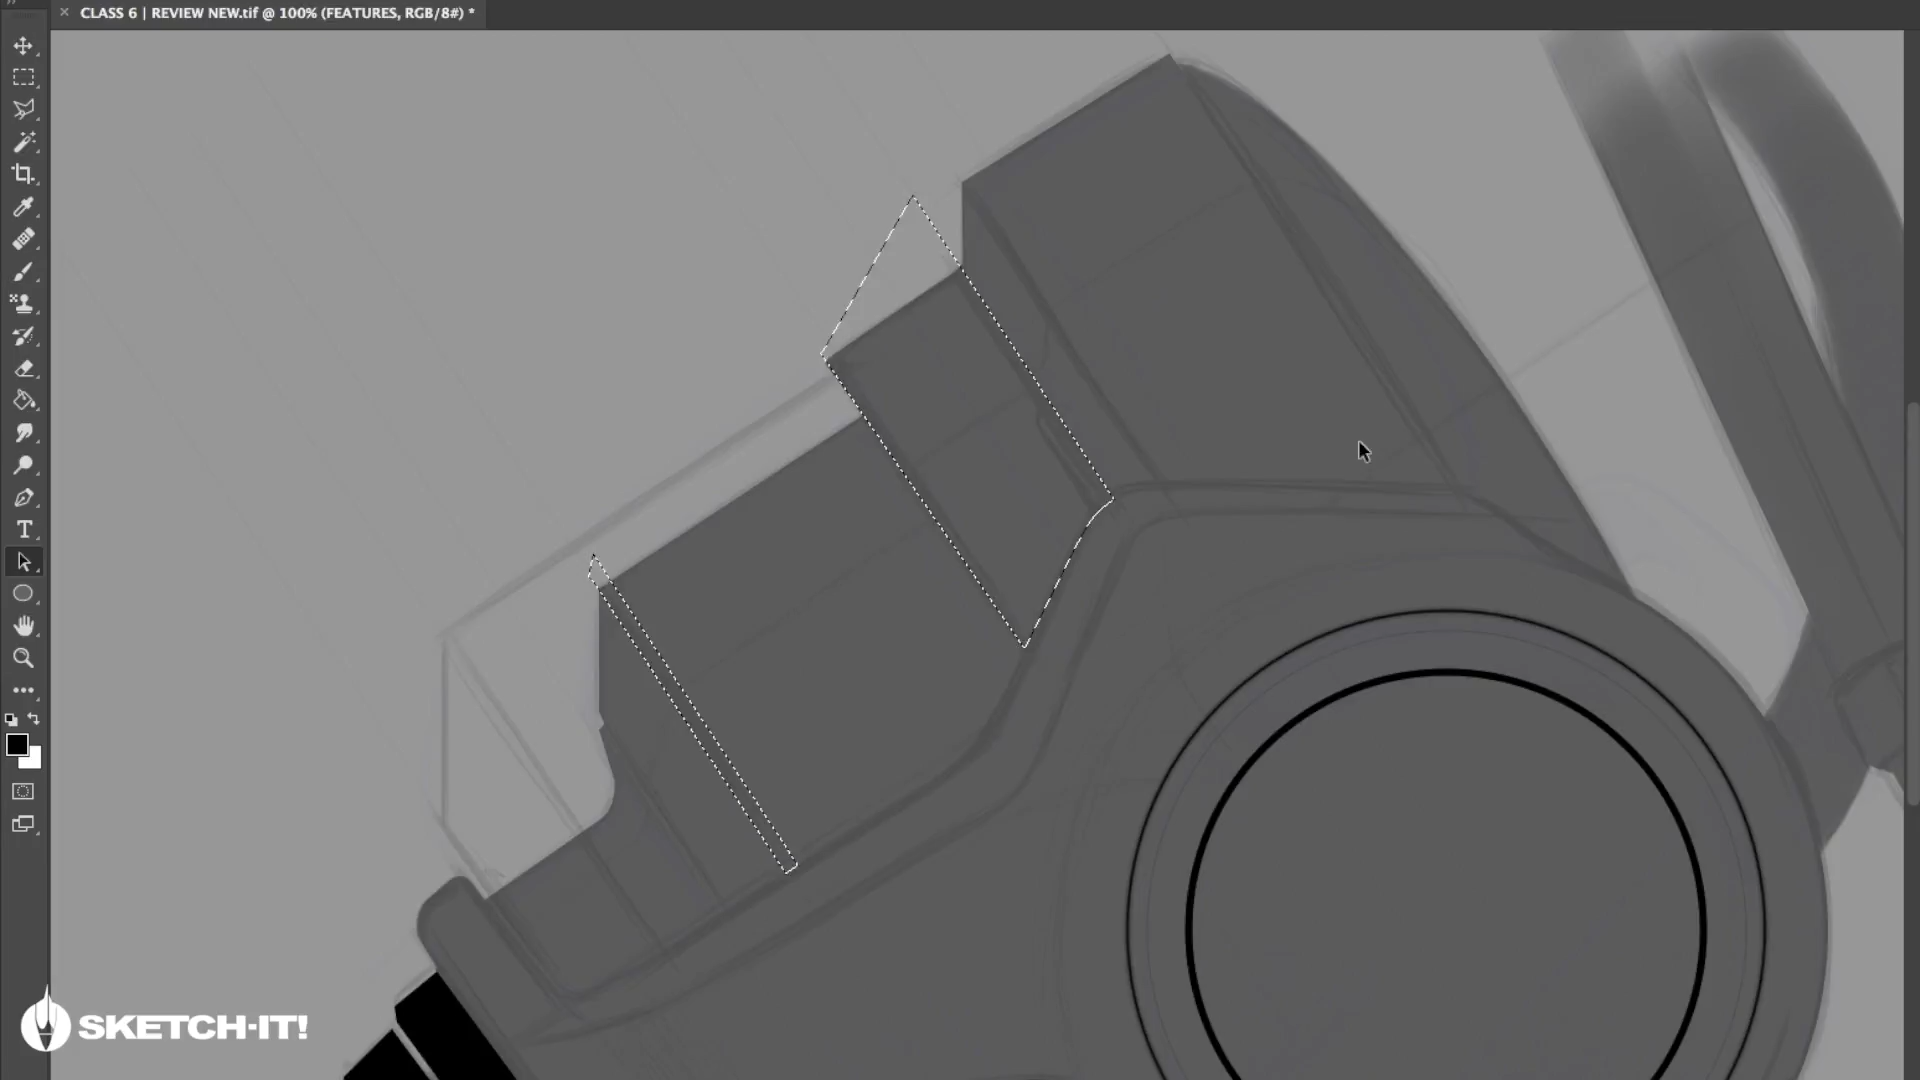 CLASS 6 | REVIEW NEW.tif @ 100% (FEATURES, RGB/8#) *
SKETCH-IT!